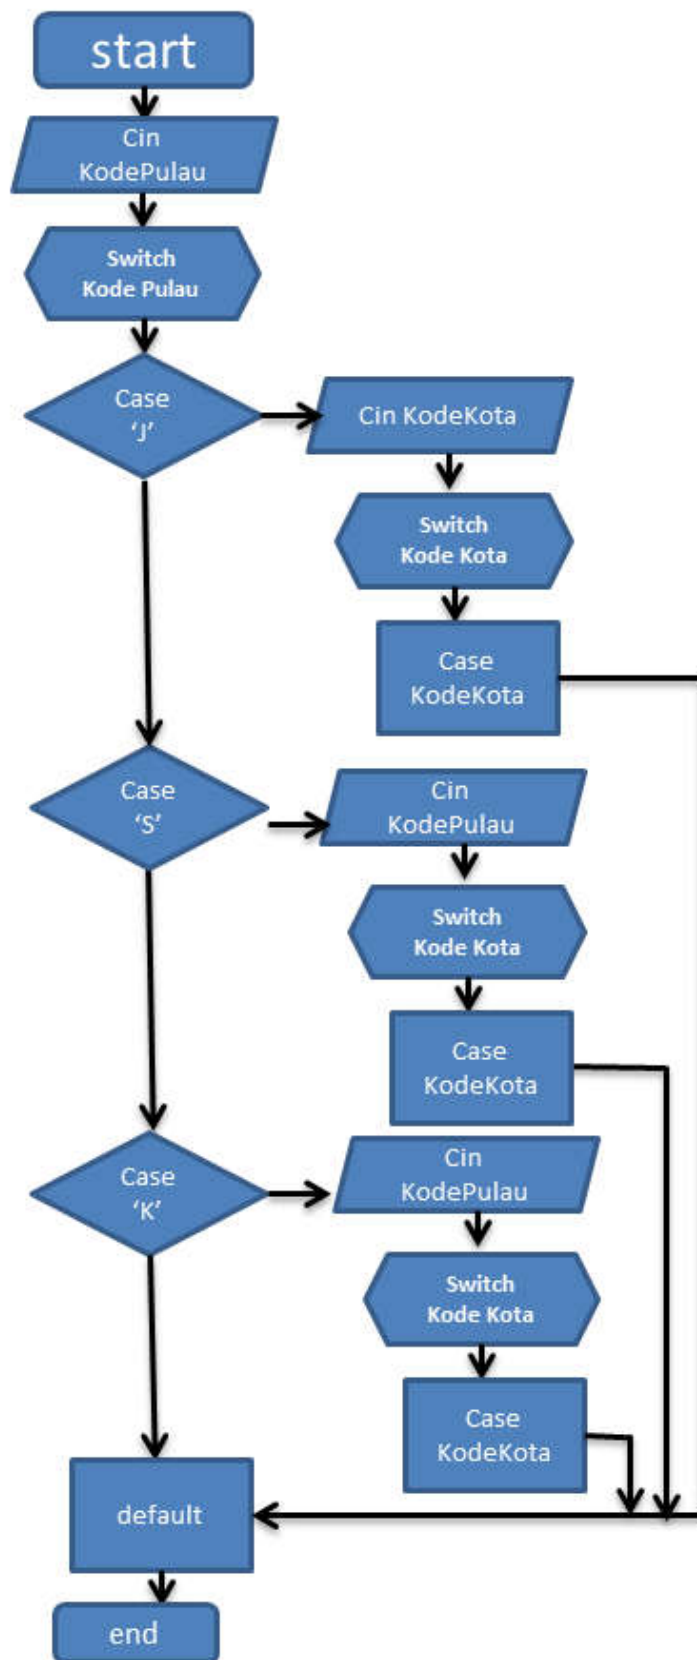 start
Cin
KodePulau
Switch
Kode Pulau
Case
‘J’
Cin KodeKota
Switch
Kode Kota
Case
KodeKota
Case
‘S’
Cin
KodePulau
Switch
Kode Kota
Case
KodeKota
Case
‘K’
Cin
KodePulau
Switch
Kode Kota
Case
KodeKota
default
end